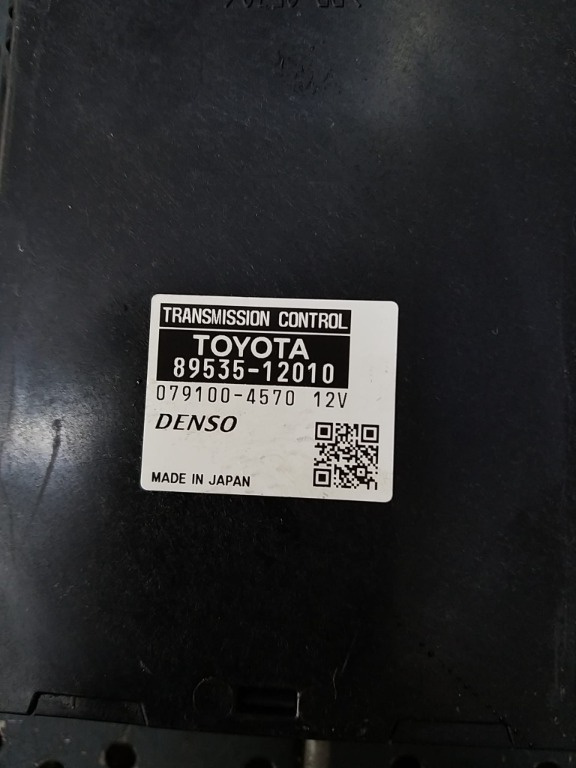 TRANSMISSION CONTROL
TOYOTA
89535-12010
079100-4570 12V
DENSO
MADE IN JAPAN